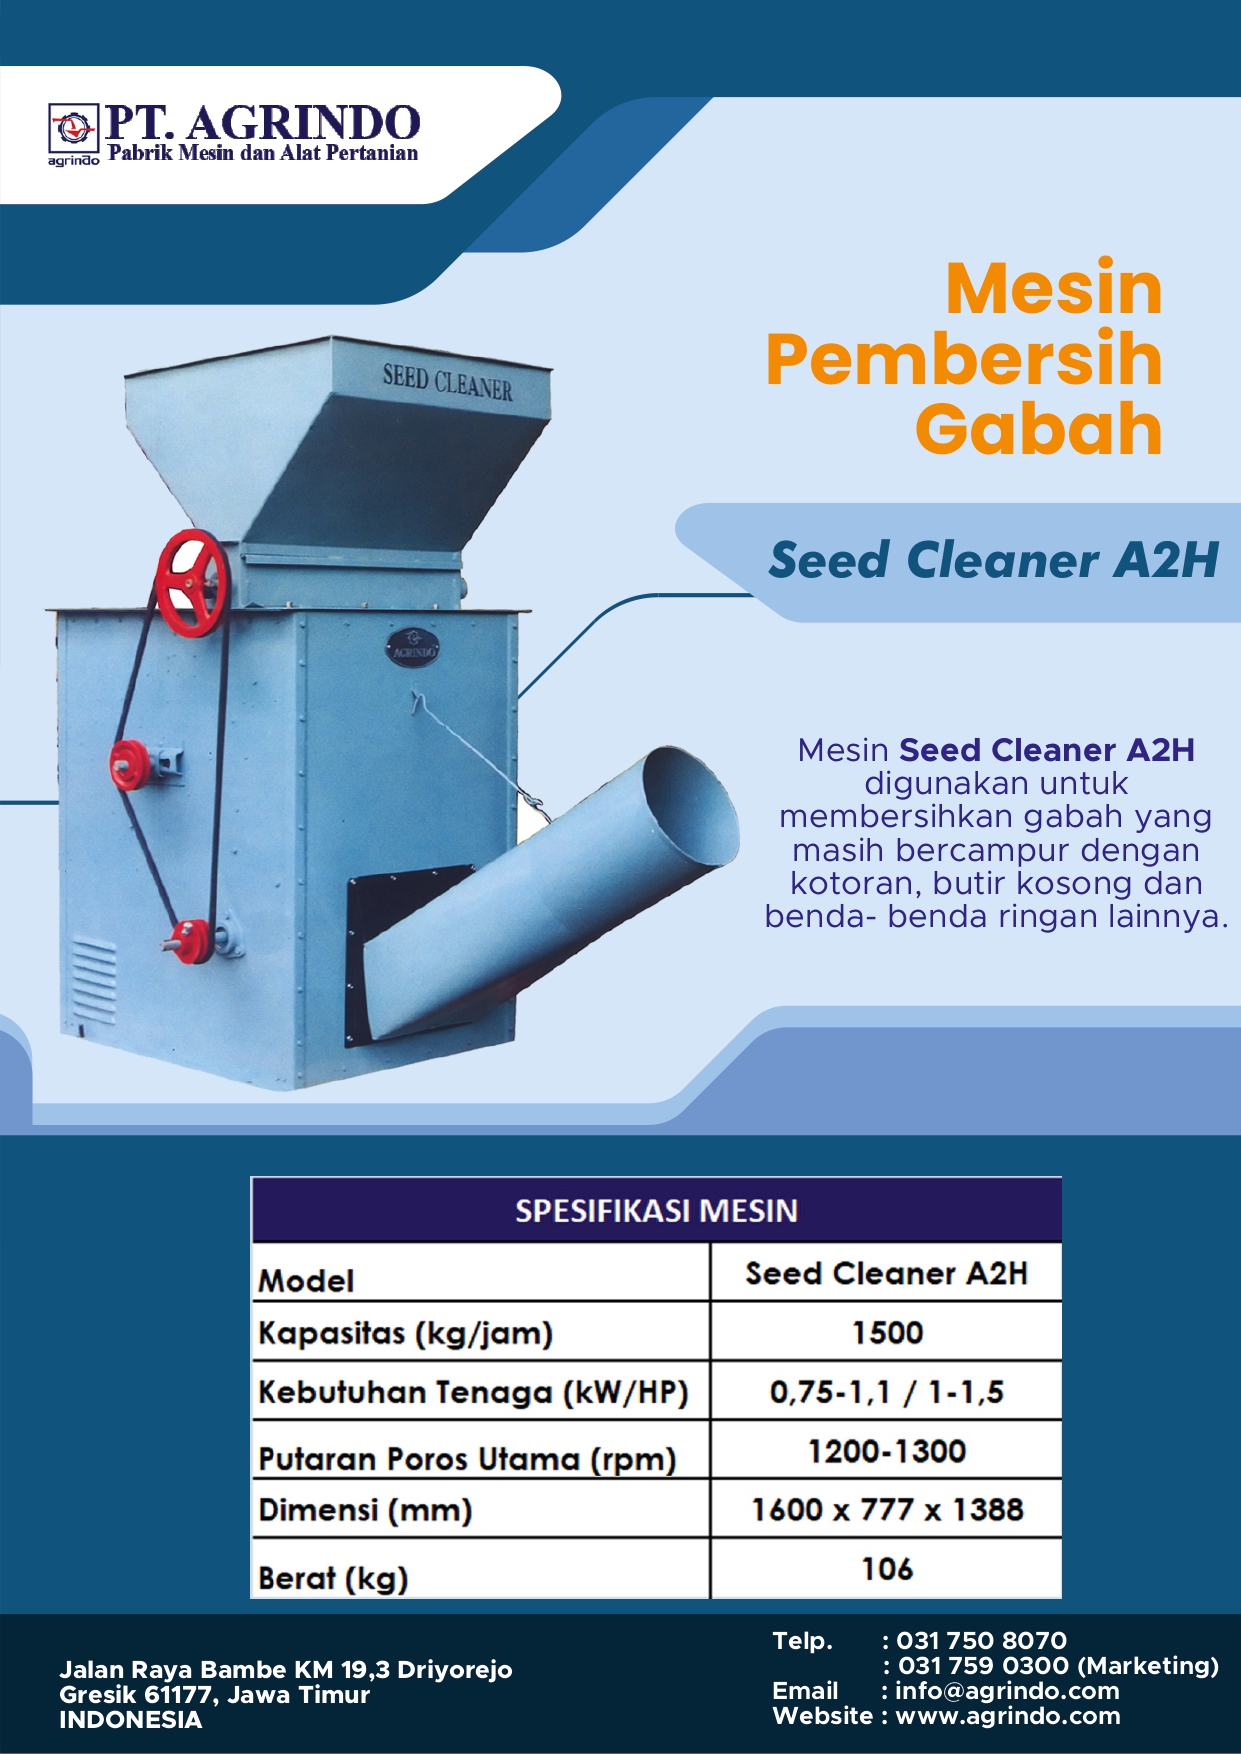 PT. AGRINDO
Pabrik Mesin dan Alat Pertanian
agrindo
Mesin
Pembersih
Gabah
SEED CLEANER
Seed Cleaner A2H
AGRINDO
Mesin Seed Cleaner A2H
digunakan untuk
membersihkan gabah yang
masih bercampur dengan
kotoran, butir kosong dan
benda- benda ringan lainnya.
SPESIFIKASI MESIN
Model Seed Cleaner A2H
Kapasitas (kg/jam) 1500
Kebutuhan Tenaga (kW/HP) 0,75-1,1 / 1-1,5
Putaran Poros Utama (rpm) 1200-1300
Dimensi (mm) 1600 x 777 x 1388
Berat (kg) 106
Jalan Raya Bambe KM 19,3 Driyorejo
Gresik 61177, Jawa Timur
INDONESIA
Telp. : 031 750 8070
: 031 759 0300 (Marketing)
Email : info@agrindo.com
Website : www.agrindo.com